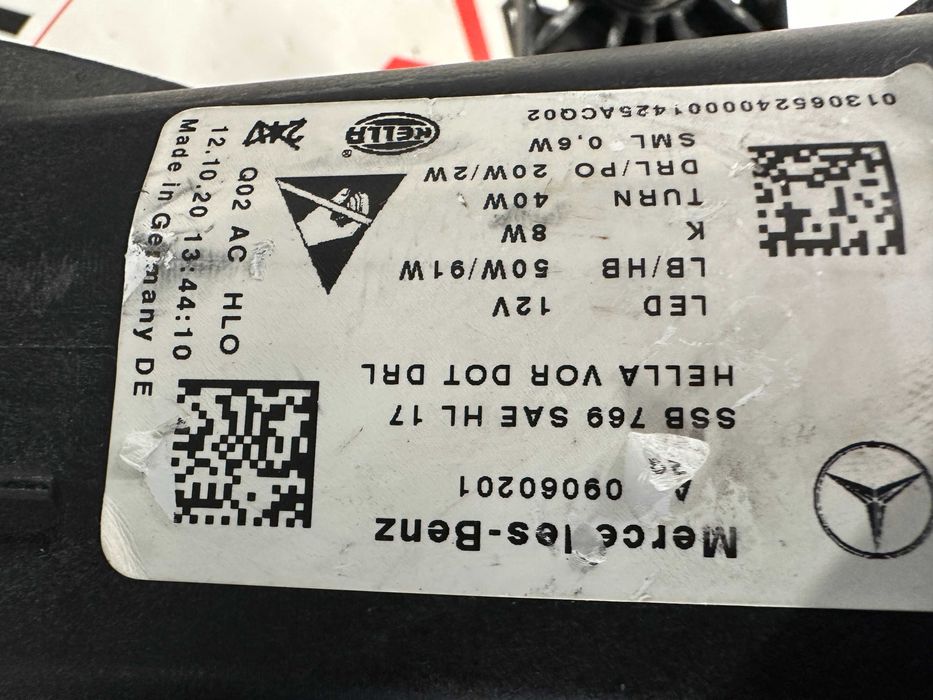 Merce les-Benz
A 09060201
SSB 769 SAE HL 17
HELLA VOR DOT DRL
LED 12V
LB/HB 50W/91W
K 8W
TURN 40W
DRL/PO 20W/2W
SML 0.6W
0130652400001425ACQ02
HELLA
®
Q02 AC HLO
12.10.20 13:44:10
Made in Germany DE